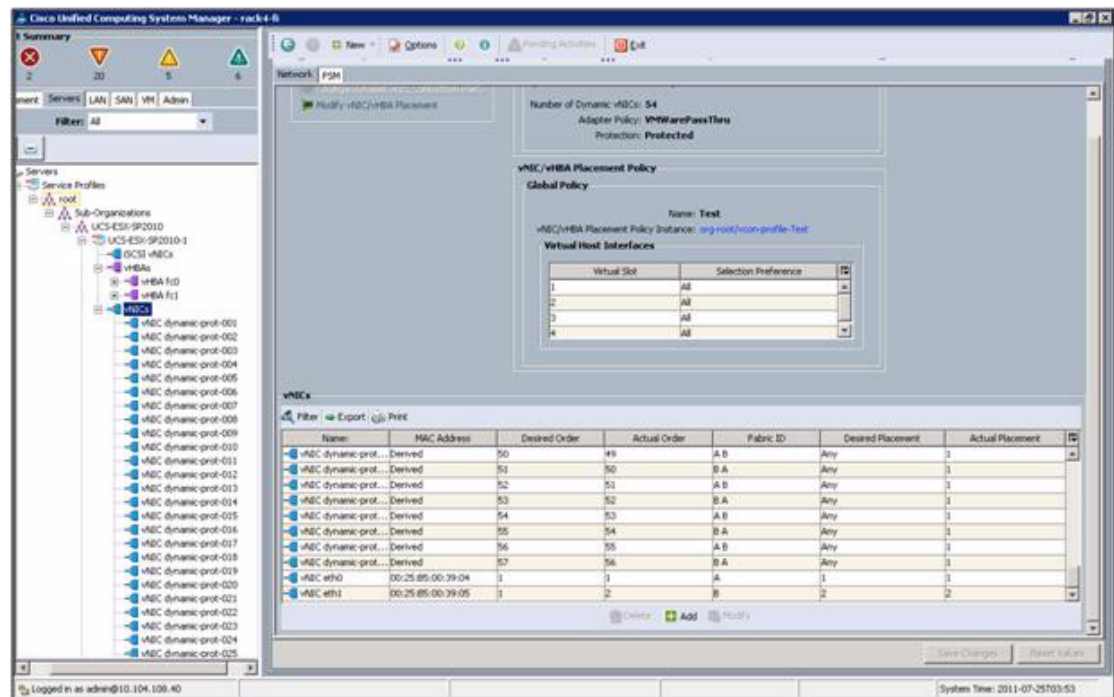 Cisco Unified Computing System Manager - rack4-6
Summary
2 20 5 6
Servers LAN SAN VM Admin
Filter: All
Servers
Service Profiles
root
Sub-Organizations
UCS-ESX-SP2010
UCS-ESX-SP2010-1
iSCSI vNICs
vHBAs
vHBA fc0
vHBA fc1
vNICs
vNIC dynamic-prot-001
vNIC dynamic-prot-002
vNIC dynamic-prot-003
vNIC dynamic-prot-004
vNIC dynamic-prot-005
vNIC dynamic-prot-006
vNIC dynamic-prot-007
vNIC dynamic-prot-008
vNIC dynamic-prot-009
vNIC dynamic-prot-010
vNIC dynamic-prot-011
vNIC dynamic-prot-012
vNIC dynamic-prot-013
vNIC dynamic-prot-014
vNIC dynamic-prot-015
vNIC dynamic-prot-016
vNIC dynamic-prot-017
vNIC dynamic-prot-018
vNIC dynamic-prot-019
vNIC dynamic-prot-020
vNIC dynamic-prot-021
vNIC dynamic-prot-022
vNIC dynamic-prot-023
vNIC dynamic-prot-024
vNIC dynamic-prot-025
New Options Pending Activities Exit
Network FSM
Modify vNIC/vHBA Placement
Number of Dynamic vNICs: 54
Adapter Policy: VMWarePassThru
Protection: Protected
vNIC/vHBA Placement Policy
Global Policy
Name: Test
vNIC/vHBA Placement Policy Instance: org-root/vcon-profile-Test
Virtual Host Interfaces
Virtual Slot Selection Preference
1 All
2 All
3 All
4 All
vNICs
Filter Export Print
Name MAC Address Desired Order Actual Order Fabric ID Desired Placement Actual Placement
vNIC dynamic-prot... Derived 50 49 A B Any 1
vNIC dynamic-prot... Derived 51 50 B A Any 1
vNIC dynamic-prot... Derived 52 51 A B Any 1
vNIC dynamic-prot... Derived 53 52 B A Any 1
vNIC dynamic-prot... Derived 54 53 A B Any 1
vNIC dynamic-prot... Derived 55 54 B A Any 1
vNIC dynamic-prot... Derived 56 55 A B Any 1
vNIC dynamic-prot... Derived 57 56 B A Any 1
vNIC eth0 00:25:B5:00:39:04 1 1 A 1 1
vNIC eth1 00:25:B5:00:39:05 1 2 B 2 2
Delete Add Modify
Save Changes Reset Values
Logged in as admin@10.104.108.40 System Time: 2011-07-25T03:53